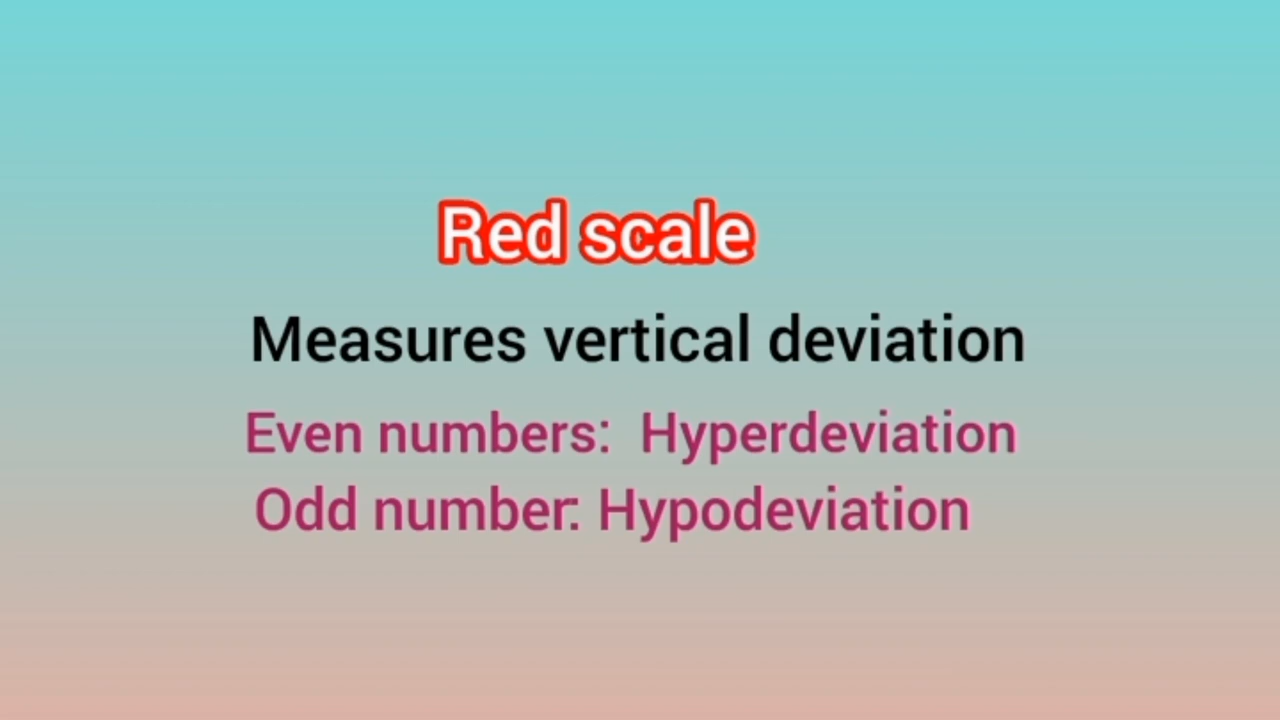 Red scale
Measures vertical deviation
Even numbers: Hyperdeviation
Odd number: Hypodeviation